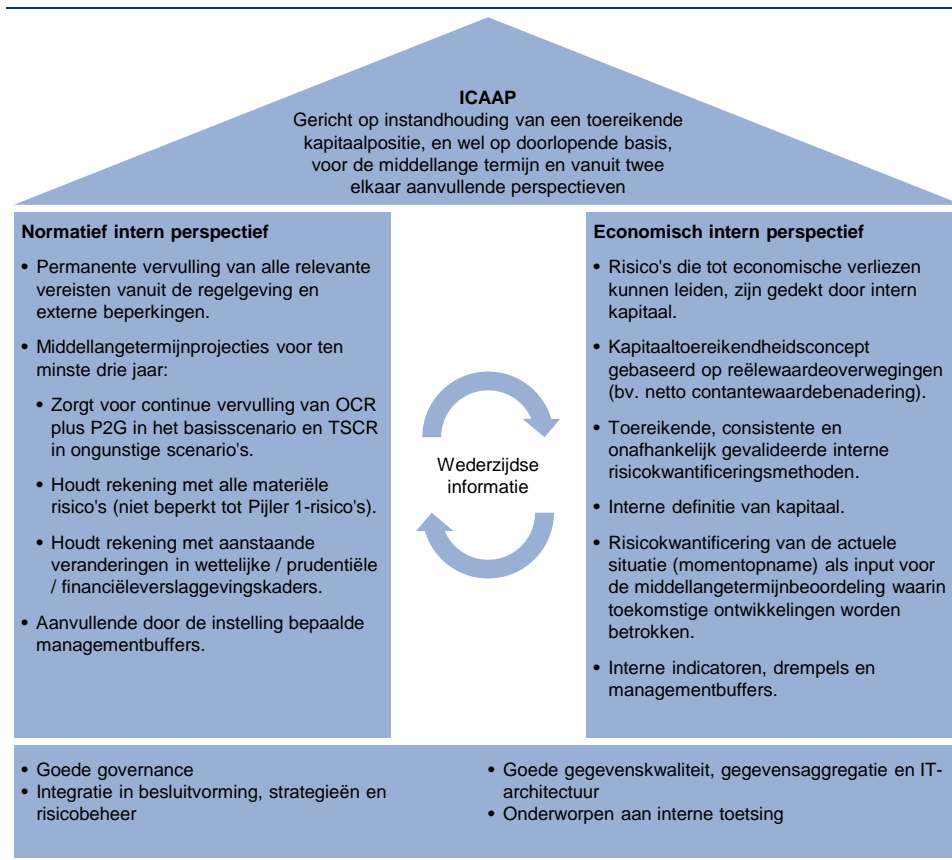 ICAAP
Gericht op instandhouding van een toereikende
kapitaalpositie, en wel op doorlopende basis,
voor de middellange termijn en vanuit twee
elkaar aanvullende perspectieven
Normatief intern perspectief
• Permanente vervulling van alle relevante
vereisten vanuit de regelgeving en
externe beperkingen.
• Middellangetermijnprojecties voor ten
minste drie jaar:
• Zorgt voor continue vervulling van OCR
plus P2G in het basisscenario en TSCR
in ongunstige scenario's.
• Houdt rekening met alle materiële
risico's (niet beperkt tot Pijler 1-risico's).
• Houdt rekening met aanstaande
veranderingen in wettelijke / prudentiële
/ financiëleverslaggevingskaders.
• Aanvullende door de instelling bepaalde
managementbuffers.
Wederzijdse
informatie
Economisch intern perspectief
• Risico's die tot economische verliezen
kunnen leiden, zijn gedekt door intern
kapitaal.
• Kapitaaltoereikendheidsconcept
gebaseerd op reëlewaardeoverwegingen
(bv. netto contantewaardebenadering).
• Toereikende, consistente en
onafhankelijk gevalideerde interne
risicokwantificeringsmethoden.
• Interne definitie van kapitaal.
• Risicokwantificering van de actuele
situatie (momentopname) als input voor
de middellangetermijnbeoordeling waarin
toekomstige ontwikkelingen worden
betrokken.
• Interne indicatoren, drempels en
managementbuffers.
• Goede governance
• Integratie in besluitvorming, strategieën en
risicobeheer
• Goede gegevenskwaliteit, gegevensaggregatie en IT-
architectuur
• Onderworpen aan interne toetsing